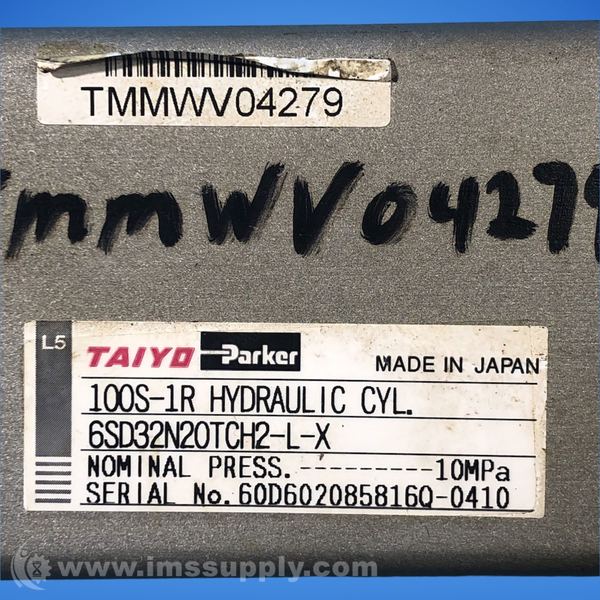 TMMWV04279
TMMWV04279
L5
TAIYO Parker
MADE IN JAPAN
100S-1R HYDRAULIC CYL.
6SD32N20TCH2-L-X
NOMINAL PRESS.---------10MPa
SERIAL No.60D602085816Q-0410
www.imssupply.com